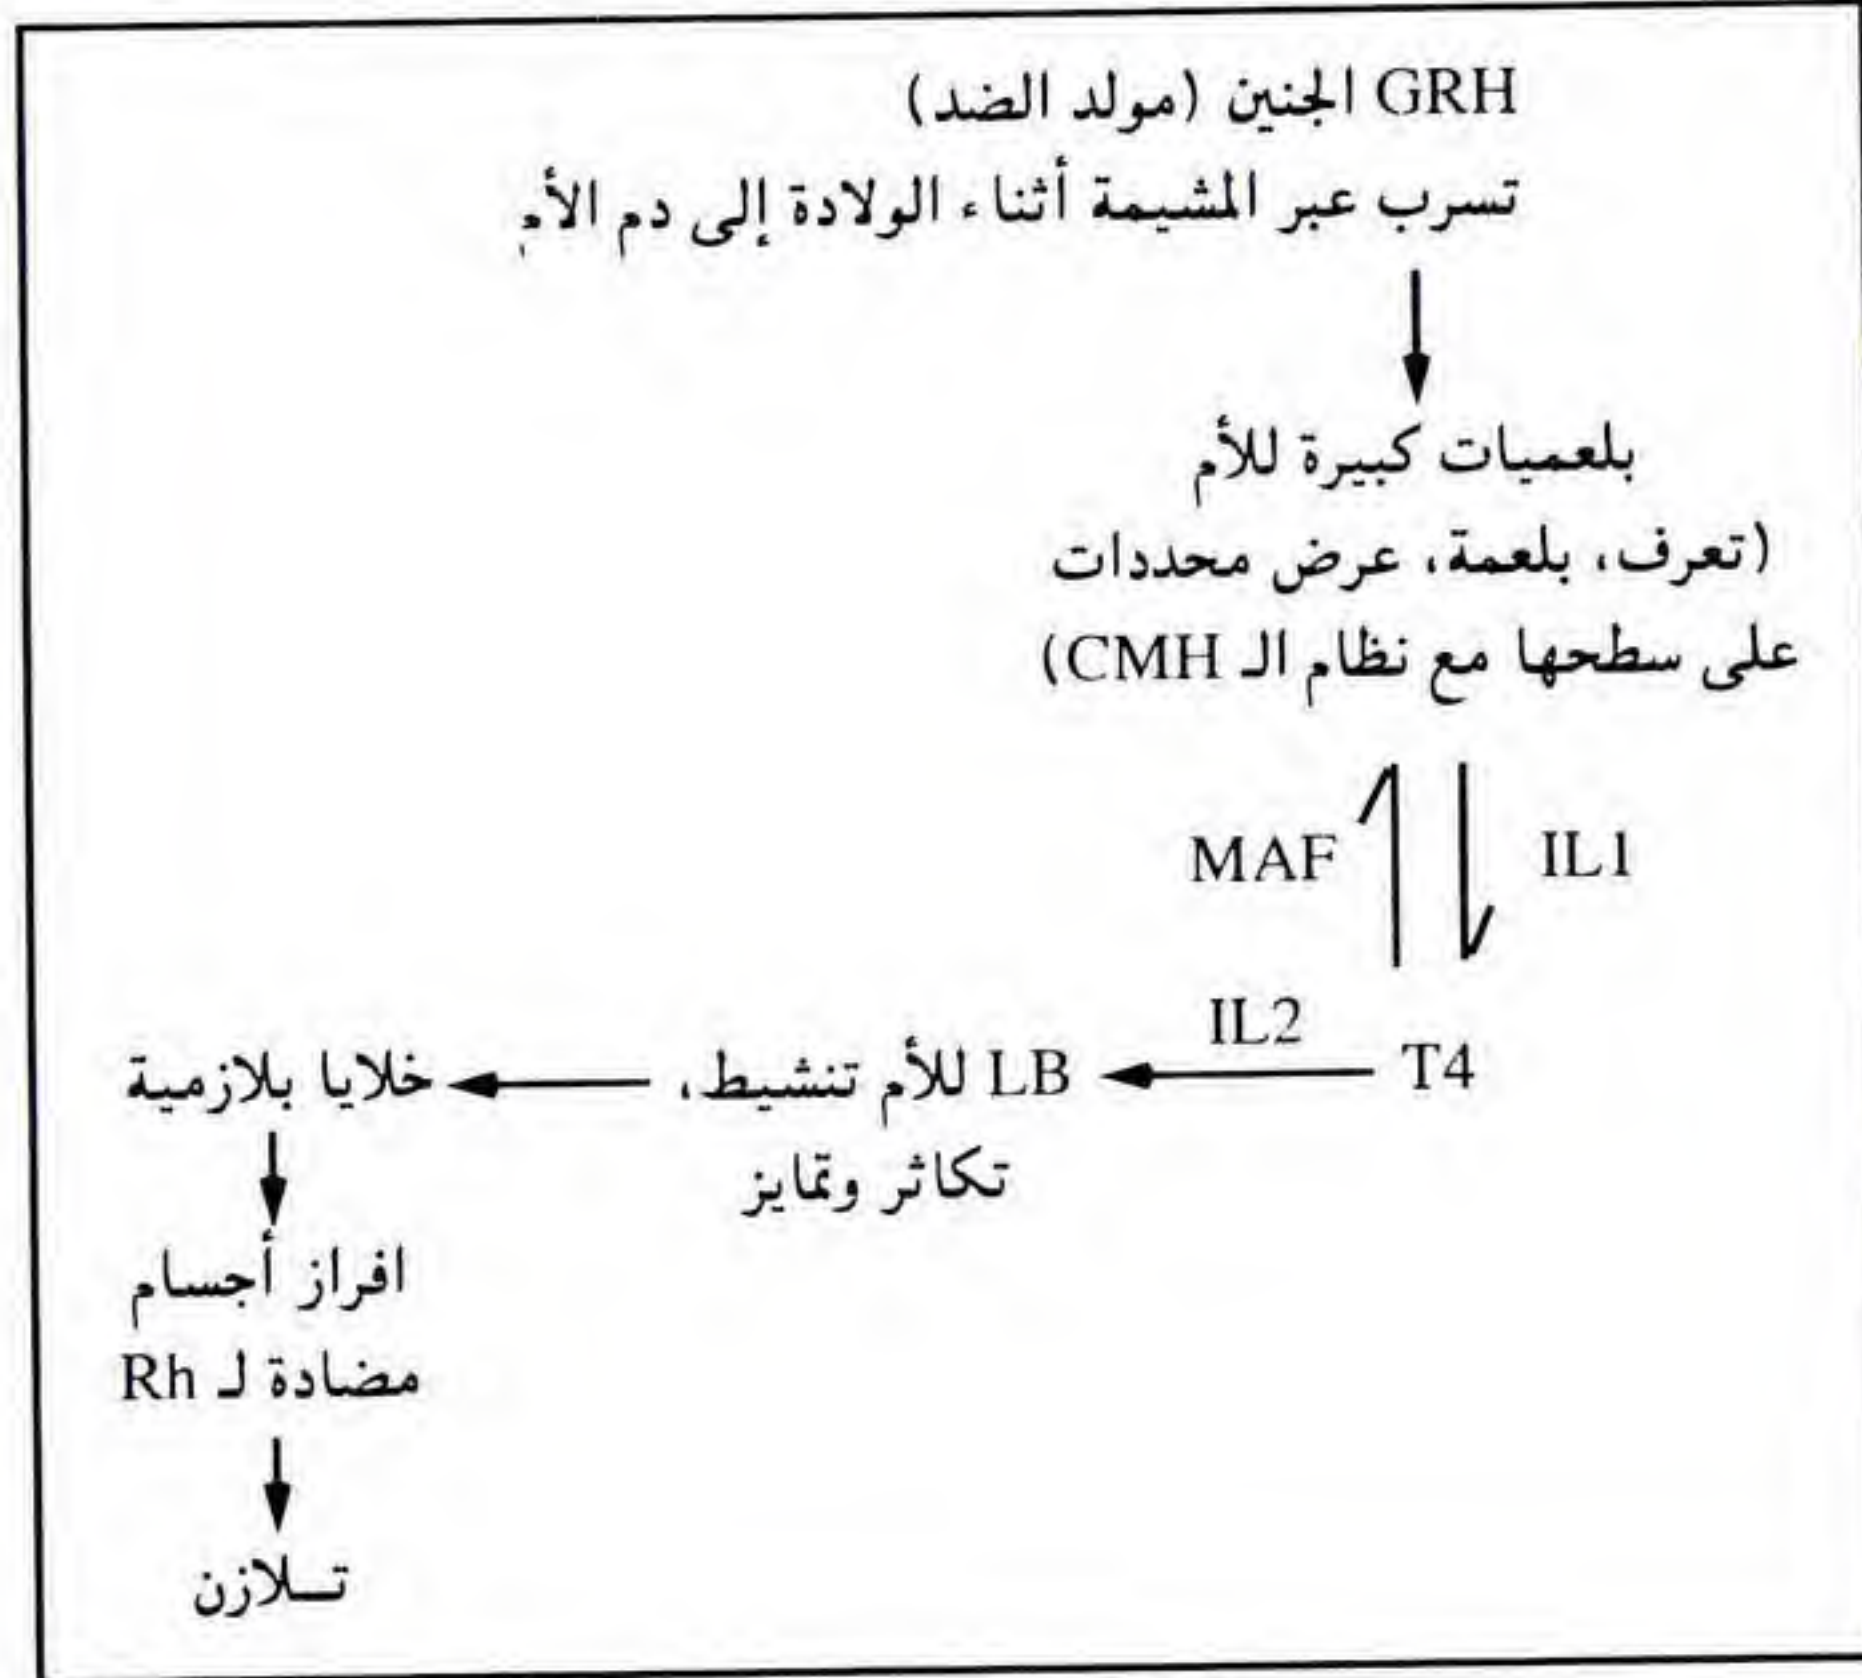 GRH الجنين (مولد الضد)
تسرب عبر المشيمة أثناء الولادة إلى دم الأم
بلعميات كبيرة للأم
(تعرف، بلعمة، عرض محددات
على سطحها مع نظام الـ CMH)
IL1
MAF
IL2
T4
LB للأم تنشيط،
تكاثر وتمايز
خلايا بلازمية
افراز أجسام
مضادة لـ Rh
تــلازن